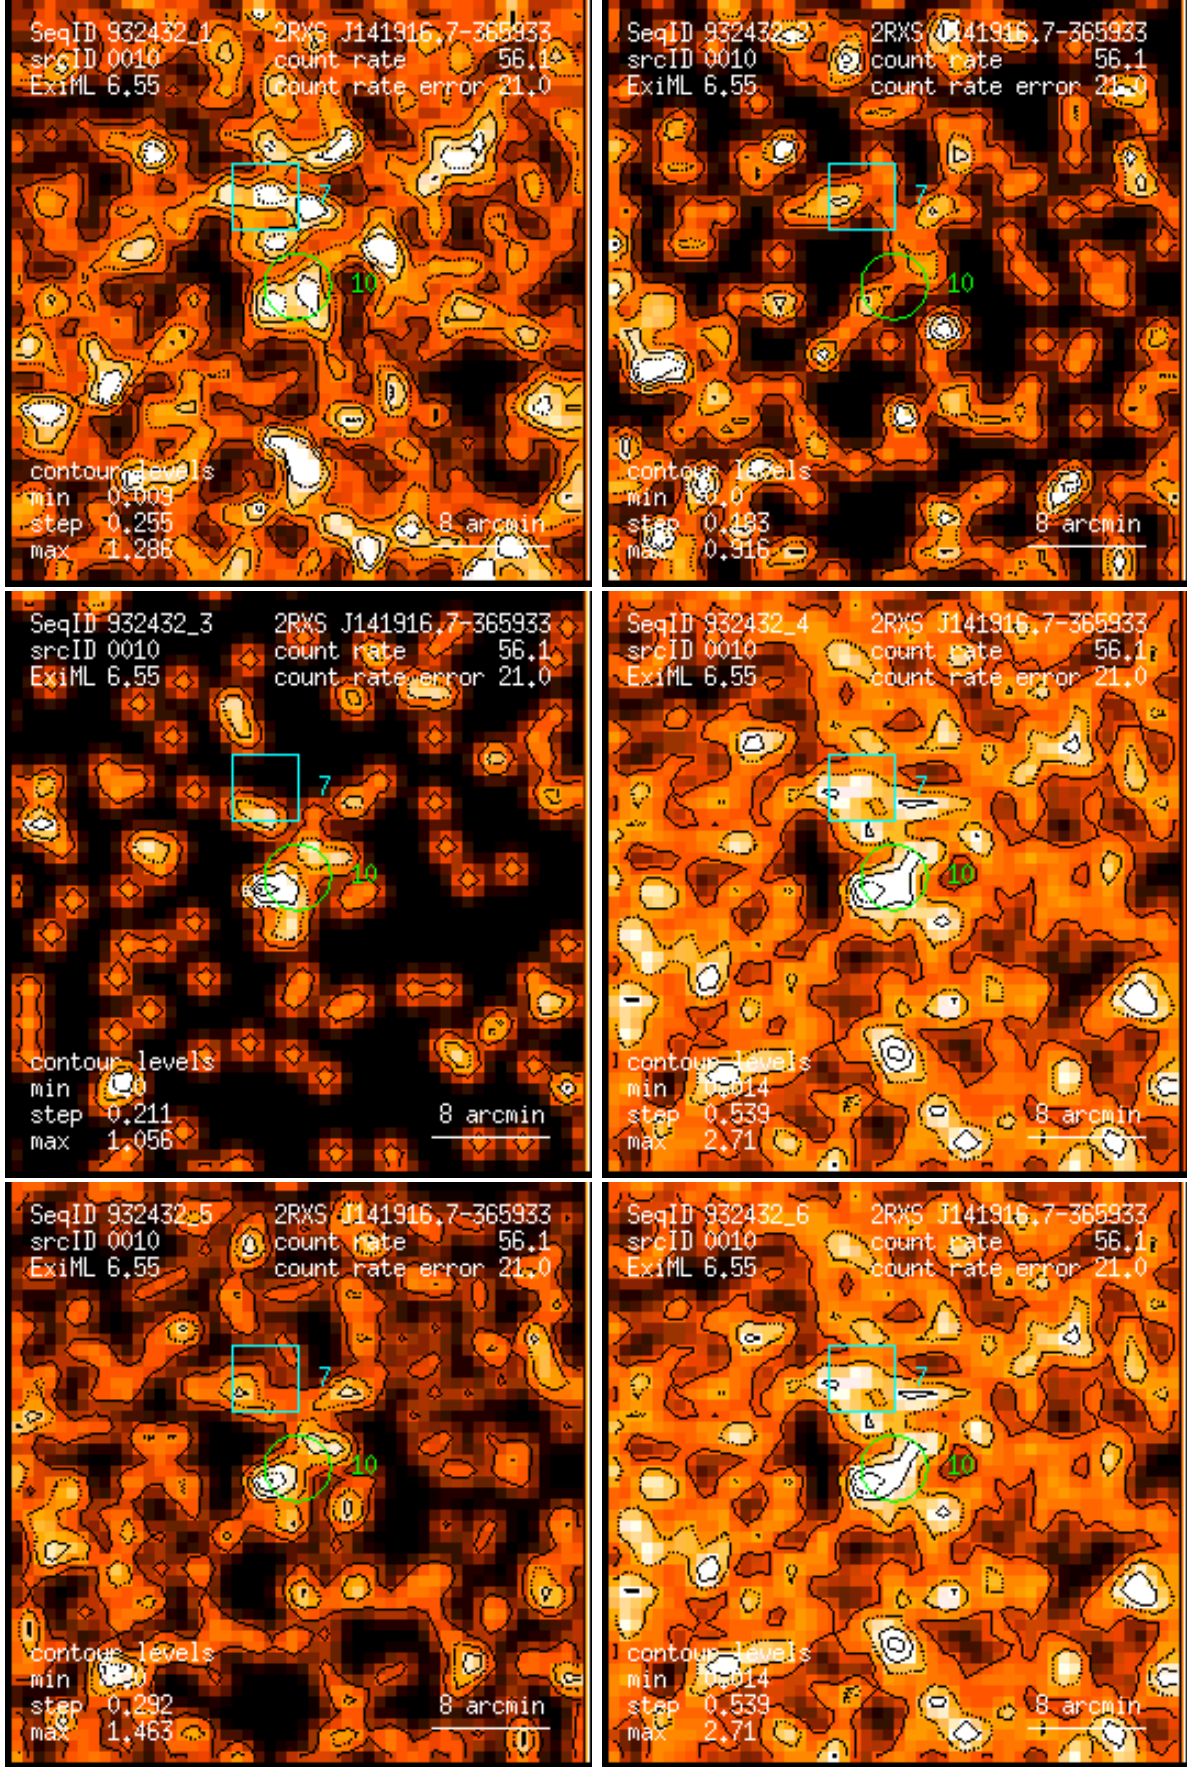 SeqID 932432_1 2RXS J141916.7-365933
srcID 0010 count rate 56.1
ExiML 6.55 count rate error 21.0
7
10
contour levels
min 0.009
step 0.255
max 1.286
8 arcmin
SeqID 932432_2 2RXS J141916.7-365933
srcID 0010 count rate 56.1
ExiML 6.55 count rate error 21.0
7
10
contour levels
min 0.0
step 0.193
max 0.916
8 arcmin
SeqID 932432_3 2RXS J141916.7-365933
srcID 0010 count rate 56.1
ExiML 6.55 count rate error 21.0
7
10
contour levels
min 0.0
step 0.211
max 1.056
8 arcmin
SeqID 932432_4 2RXS J141916.7-365933
srcID 0010 count rate 56.1
ExiML 6.55 count rate error 21.0
7
10
contour levels
min 0.014
step 0.539
max 2.71
8 arcmin
SeqID 932432_5 2RXS J141916.7-365933
srcID 0010 count rate 56.1
ExiML 6.55 count rate error 21.0
7
10
contour levels
min 0.0
step 0.292
max 1.463
8 arcmin
SeqID 932432_6 2RXS J141916.7-365933
srcID 0010 count rate 56.1
ExiML 6.55 count rate error 21.0
7
10
contour levels
min 0.014
step 0.539
max 2.71
8 arcmin